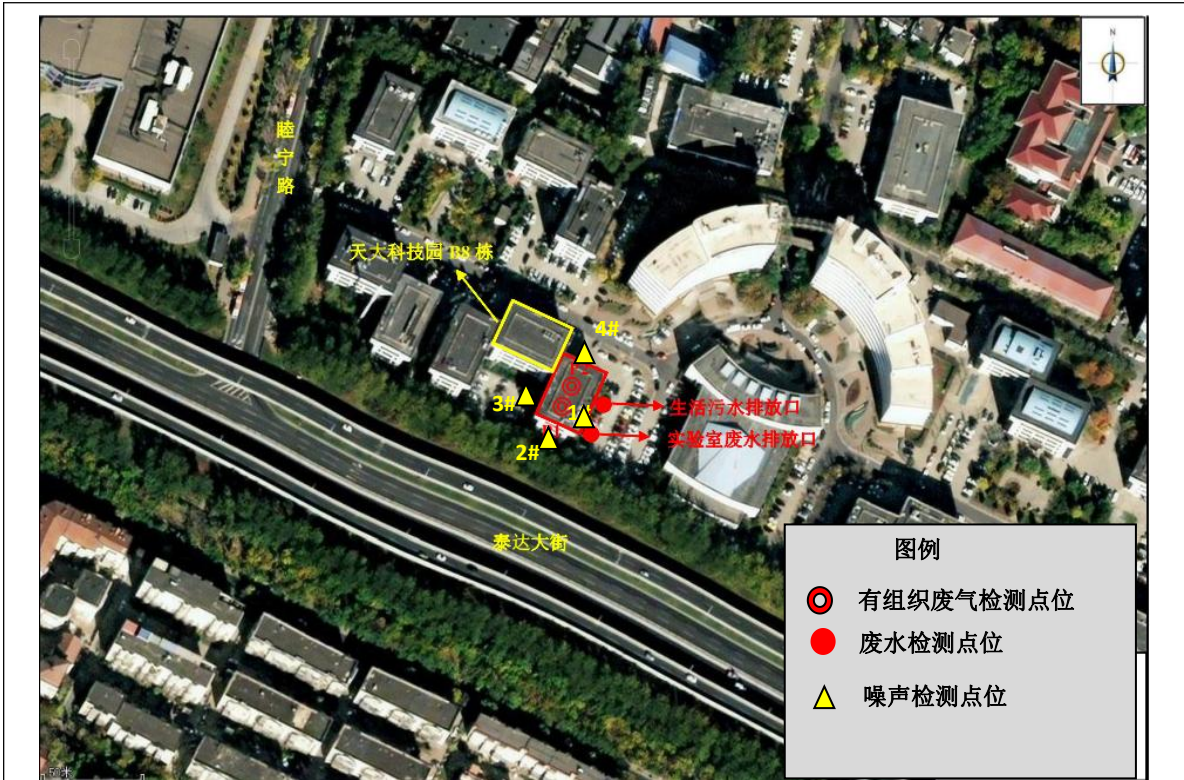 N
睦
宁
路
天大科技园 B8 栋
4#
3#
1#
生活污水排放口
2#
实验室废水排放口
泰达大街
图例
有组织废气检测点位
废水检测点位
噪声检测点位